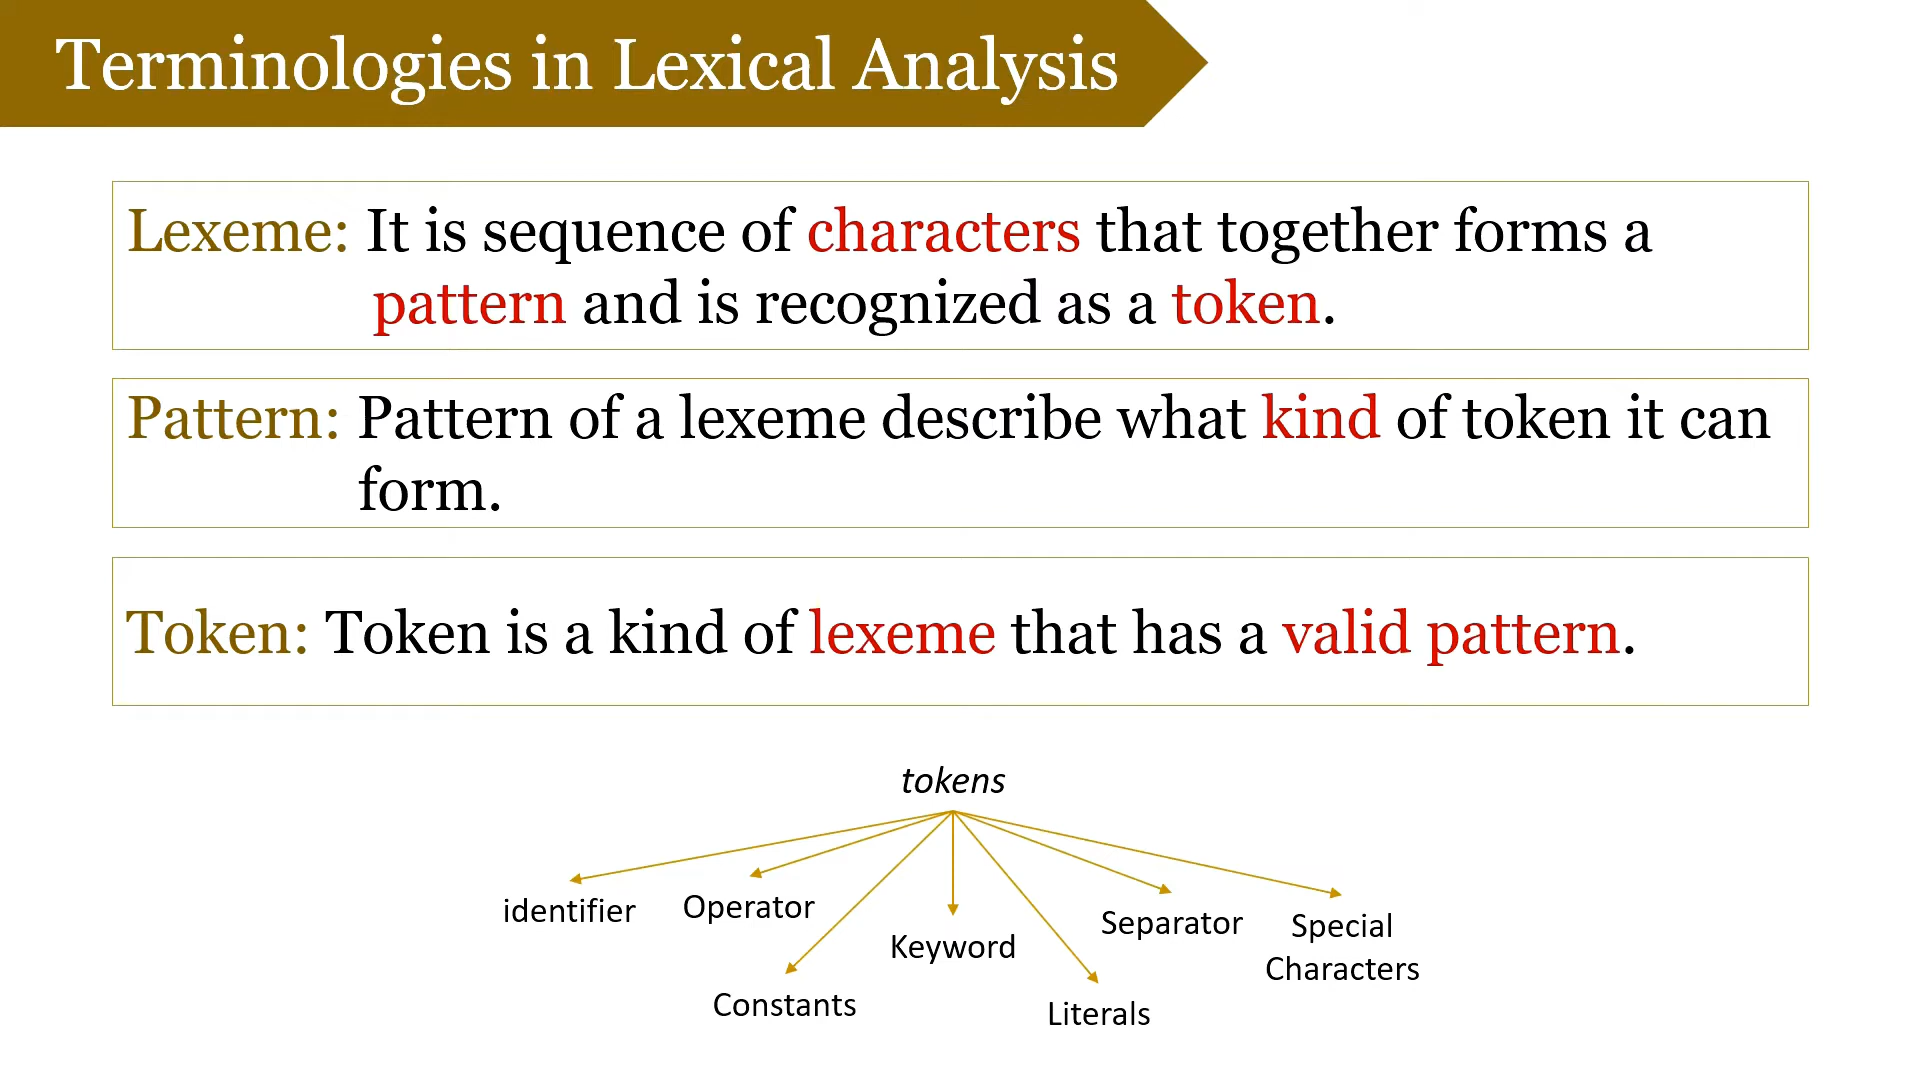 Terminologies in Lexical Analysis
Lexeme: It is sequence of characters that together forms a
pattern and is recognized as a token.
Pattern: Pattern of a lexeme describe what kind of token it can
form.
Token: Token is a kind of lexeme that has a valid pattern.
tokens
identifier
Operator
Constants
Keyword
Literals
Separator
Special
Characters